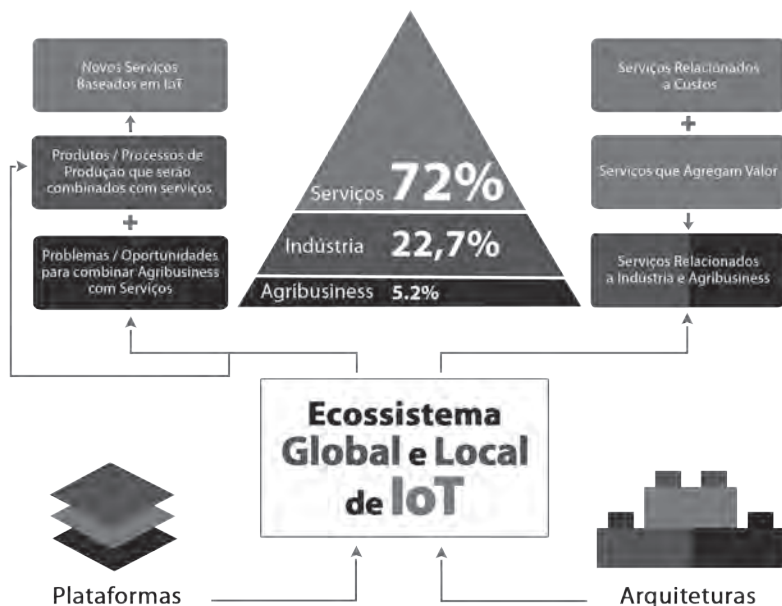 Novos Serviços
Baseados em IoT
Produtos / Processos de
Produção que serão
combinados com serviços
+
Problemas / Oportunidades
para combinar Agribusiness
com Serviços
Serviços 72%
Indústria 22,7%
Agribusiness 5.2%
Serviços Relacionados
a Custos
+
Serviços que Agregam Valor
Serviços Relacionados
a Indústria e Agribusiness
Ecossistema
Global e Local
de IoT
Plataformas
Arquiteturas